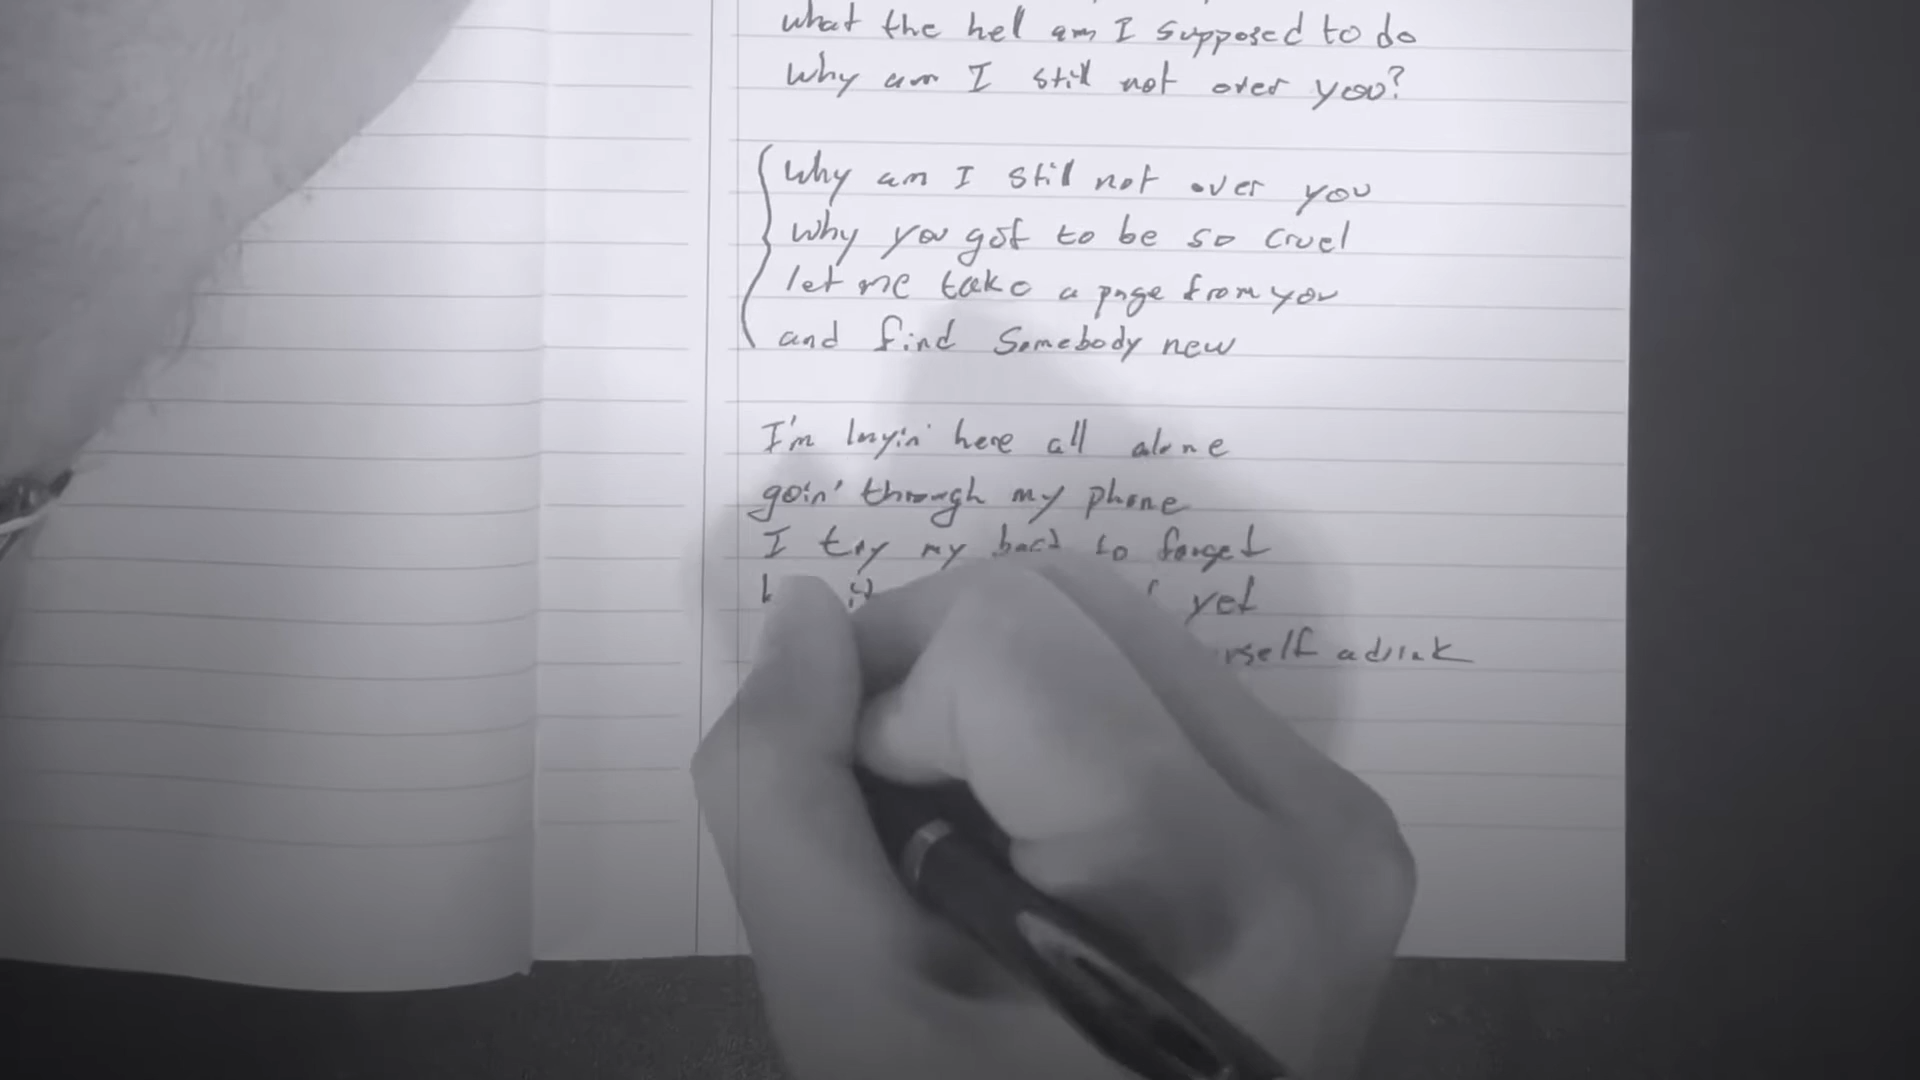 what the hel am I supposed to do
why am I still not over you?
why am I still not over you
why you got to be so cruel
let me take a page from you
and find somebody new
I'm layin' here all alone
goin' through my phone
I try my best to forget
yet
a drink